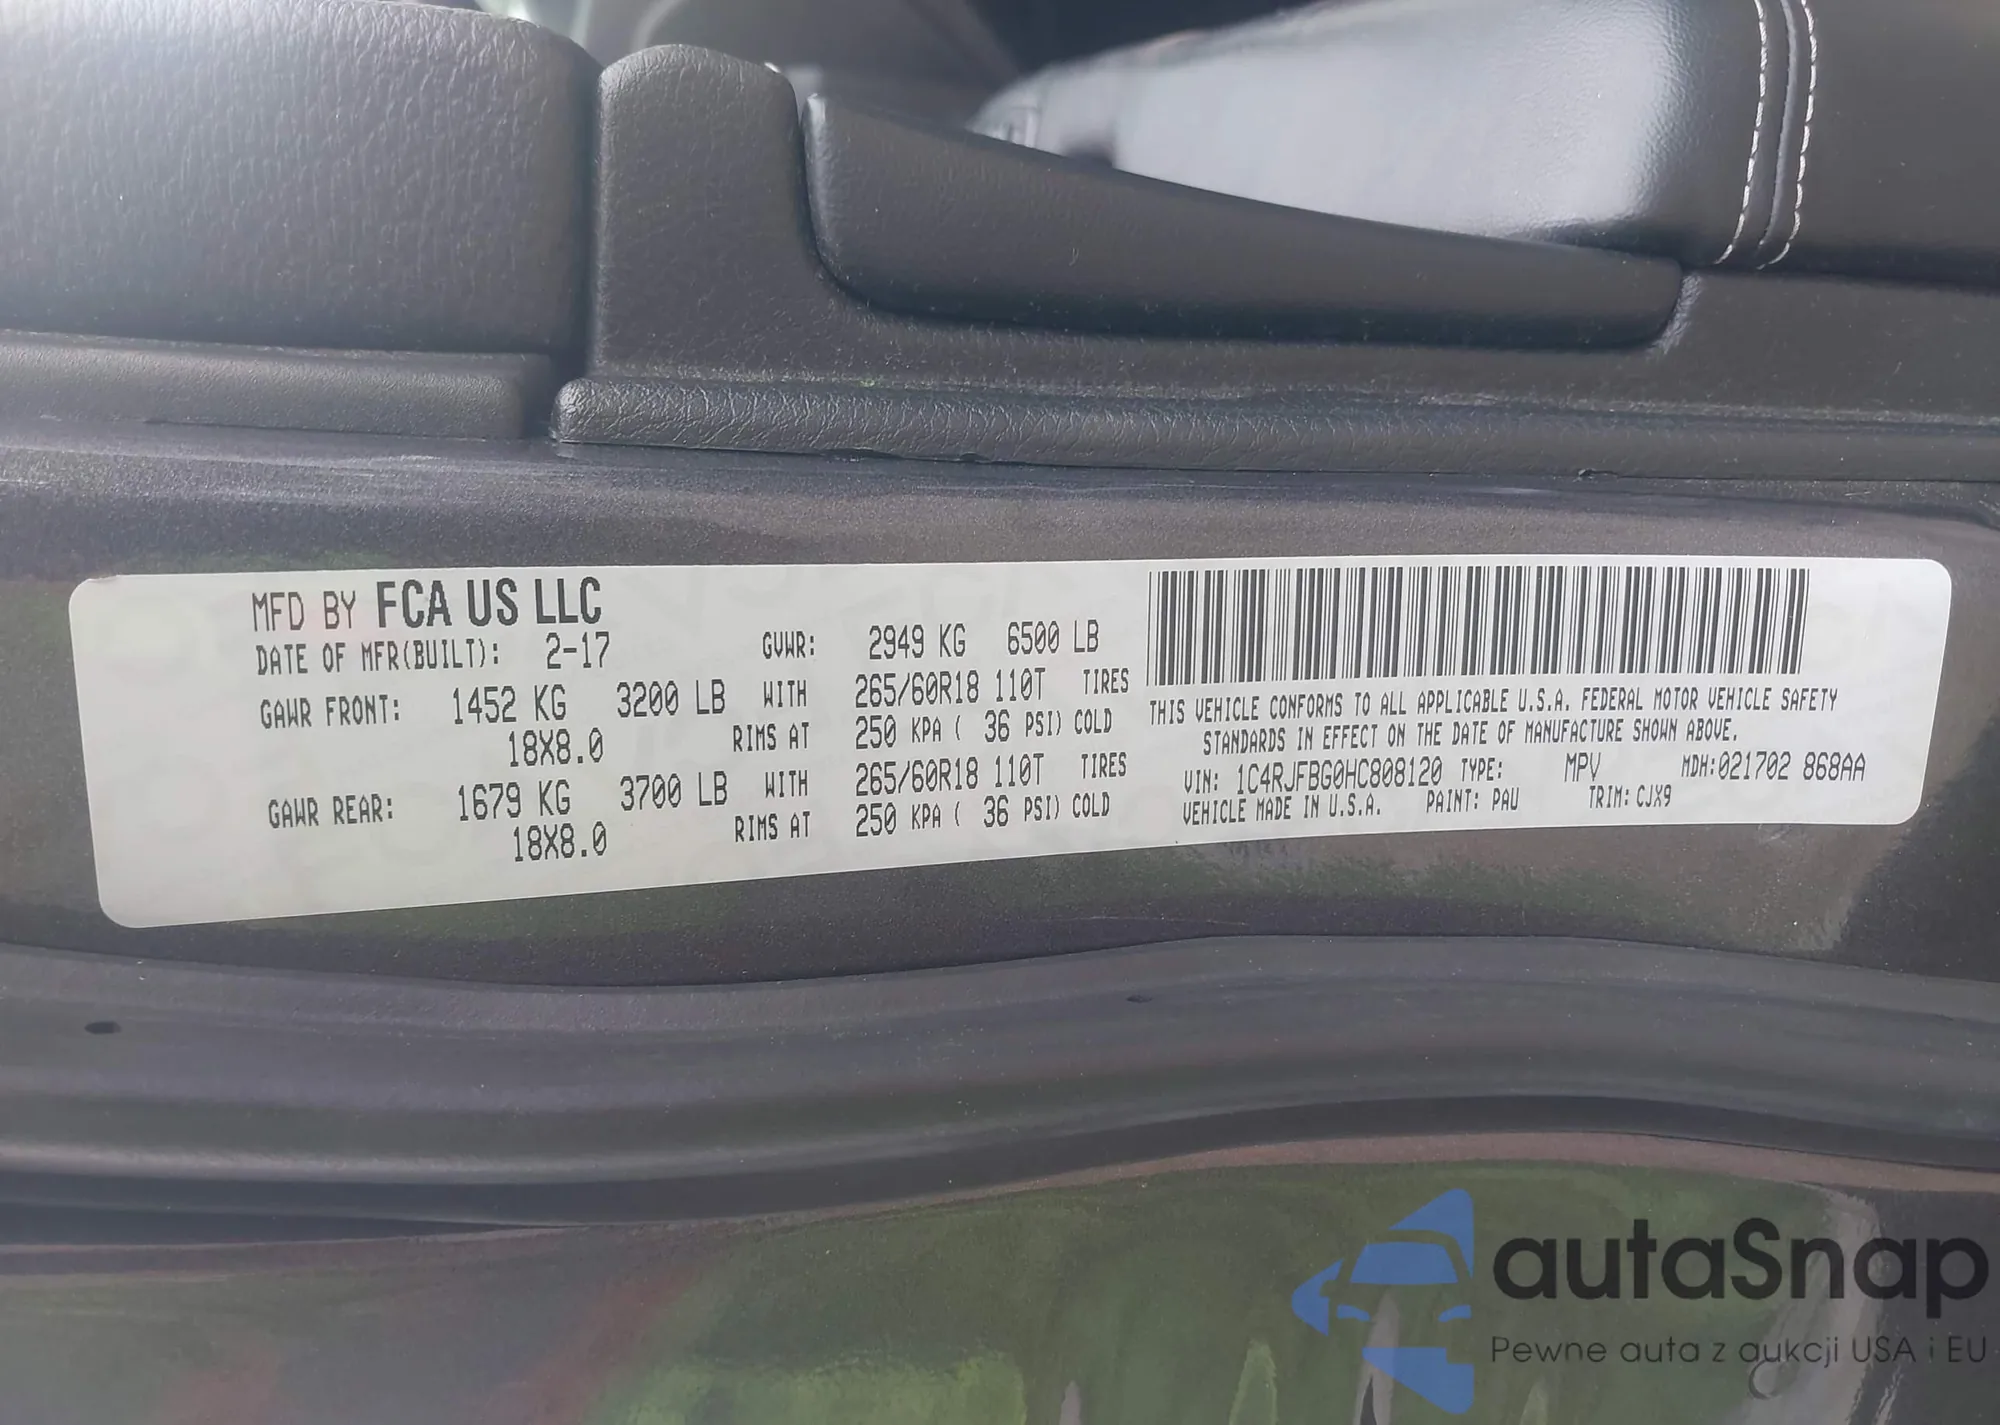 MFD BY FCA US LLC
DATE OF MFR(BUILT): 2-17 GVWR: 2949 KG 6500 LB
GAWR FRONT: 1452 KG 3200 LB WITH 265/60R18 110T TIRES
18X8.0 RIMS AT 250 KPA ( 36 PSI) COLD
GAWR REAR: 1679 KG 3700 LB WITH 265/60R18 110T TIRES
18X8.0 RIMS AT 250 KPA ( 36 PSI) COLD
THIS VEHICLE CONFORMS TO ALL APPLICABLE U.S.A. FEDERAL MOTOR VEHICLE SAFETY
STANDARDS IN EFFECT ON THE DATE OF MANUFACTURE SHOWN ABOVE.
VIN: 1C4RJFBG0HC808120 TYPE: MPV MDH:021702 868AA
VEHICLE MADE IN U.S.A. PAINT: PAU TRIM: CJX9
autaSnap
Pewne auta z aukcji USA i EU